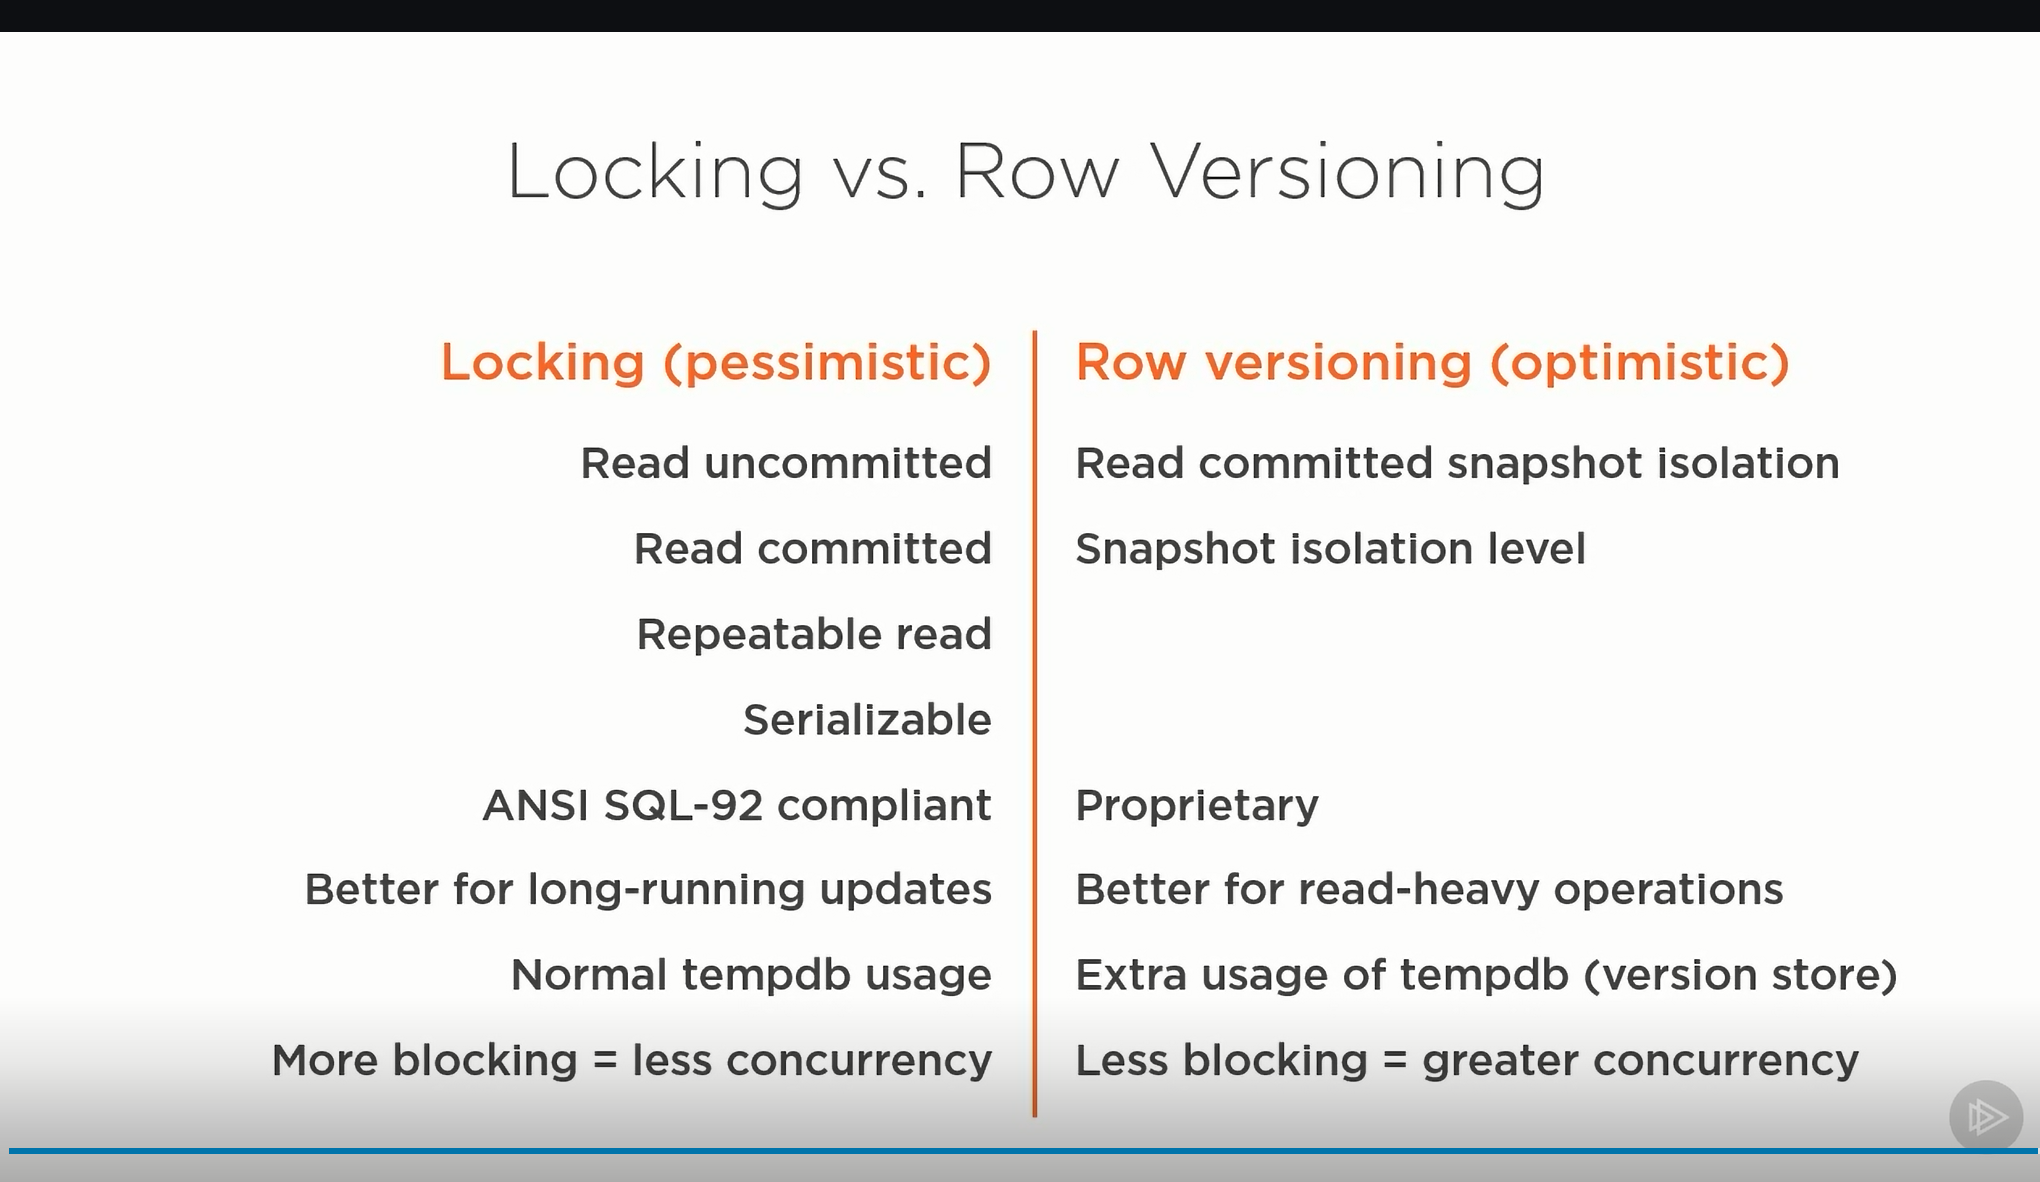 Locking vs. Row Versioning
Locking (pessimistic)
Read uncommitted
Read committed
Repeatable read
Serializable
ANSI SQL-92 compliant
Better for long-running updates
Normal tempdb usage
More blocking = less concurrency
Row versioning (optimistic)
Read committed snapshot isolation
Snapshot isolation level
Proprietary
Better for read-heavy operations
Extra usage of tempdb (version store)
Less blocking = greater concurrency